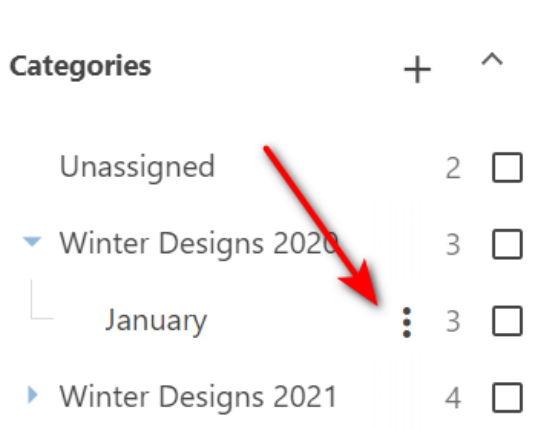 Categories
Unassigned 2
Winter Designs 2020 3
January 3
Winter Designs 2021 4